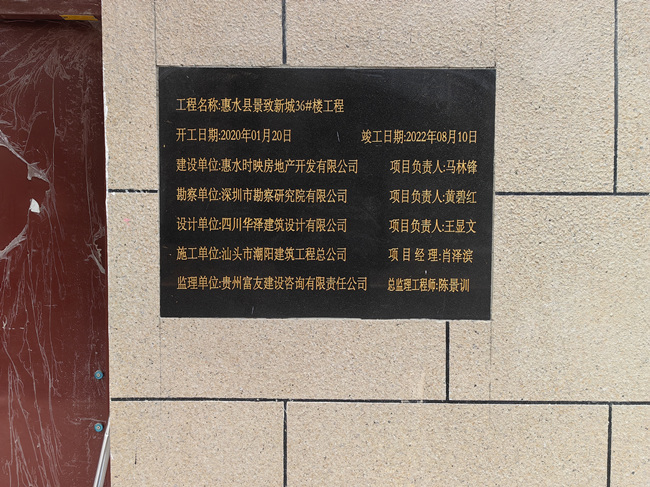 工程名称:惠水县景致新城36#楼工程
开工日期:2020年01月20日 竣工日期:2022年08月10日
建设单位:惠水时映房地产开发有限公司 项目负责人:马林锋
勘察单位:深圳市勘察研究院有限公司 项目负责人:黄碧红
设计单位:四川华泽建筑设计有限公司 项目负责人:王显文
施工单位:汕头市潮阳建筑工程总公司 项目经理:肖泽滨
监理单位:贵州富友建设咨询有限责任公司 总监理工程师:陈景训